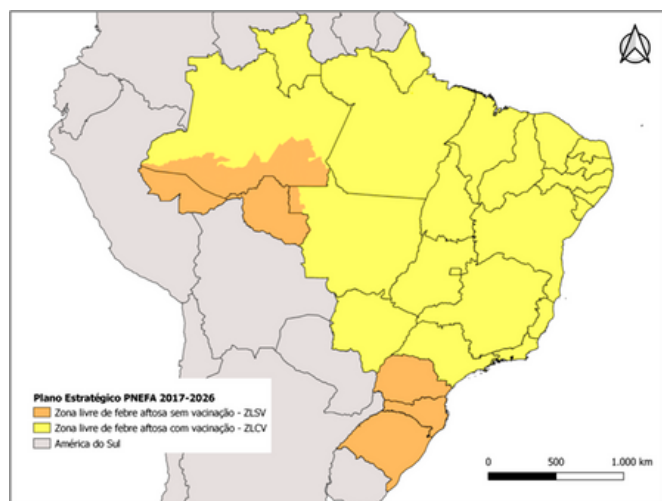 Plano Estratégico PNEFA 2017-2026
Zona livre de febre aftosa sem vacinação - ZLSV
Zona livre de febre aftosa com vacinação - ZLCV
América do Sul
0 500 1.000 km